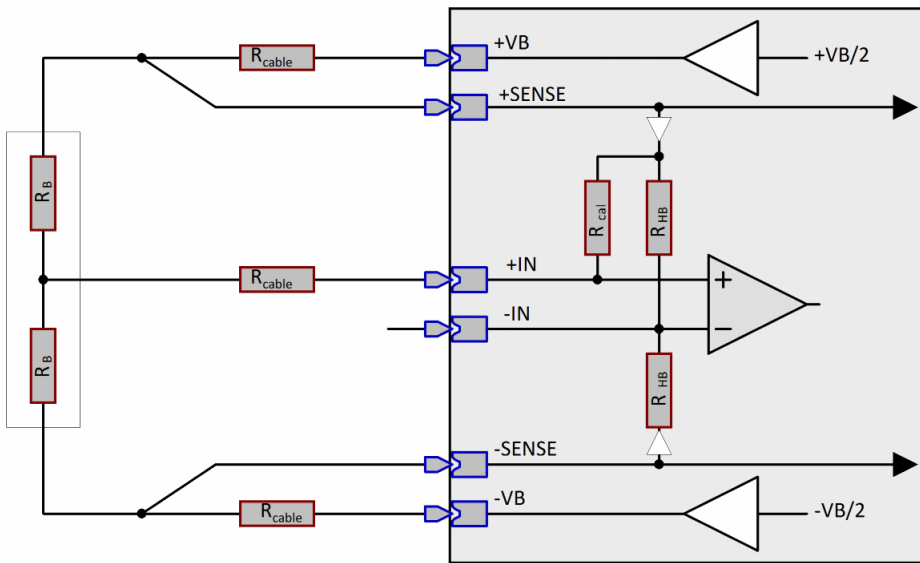 +VB
+VB/2
Rcable
+SENSE
RB
Rcal
RHB
+IN
Rcable
+
-IN
−
RB
RHB
-SENSE
-VB
Rcable
-VB/2